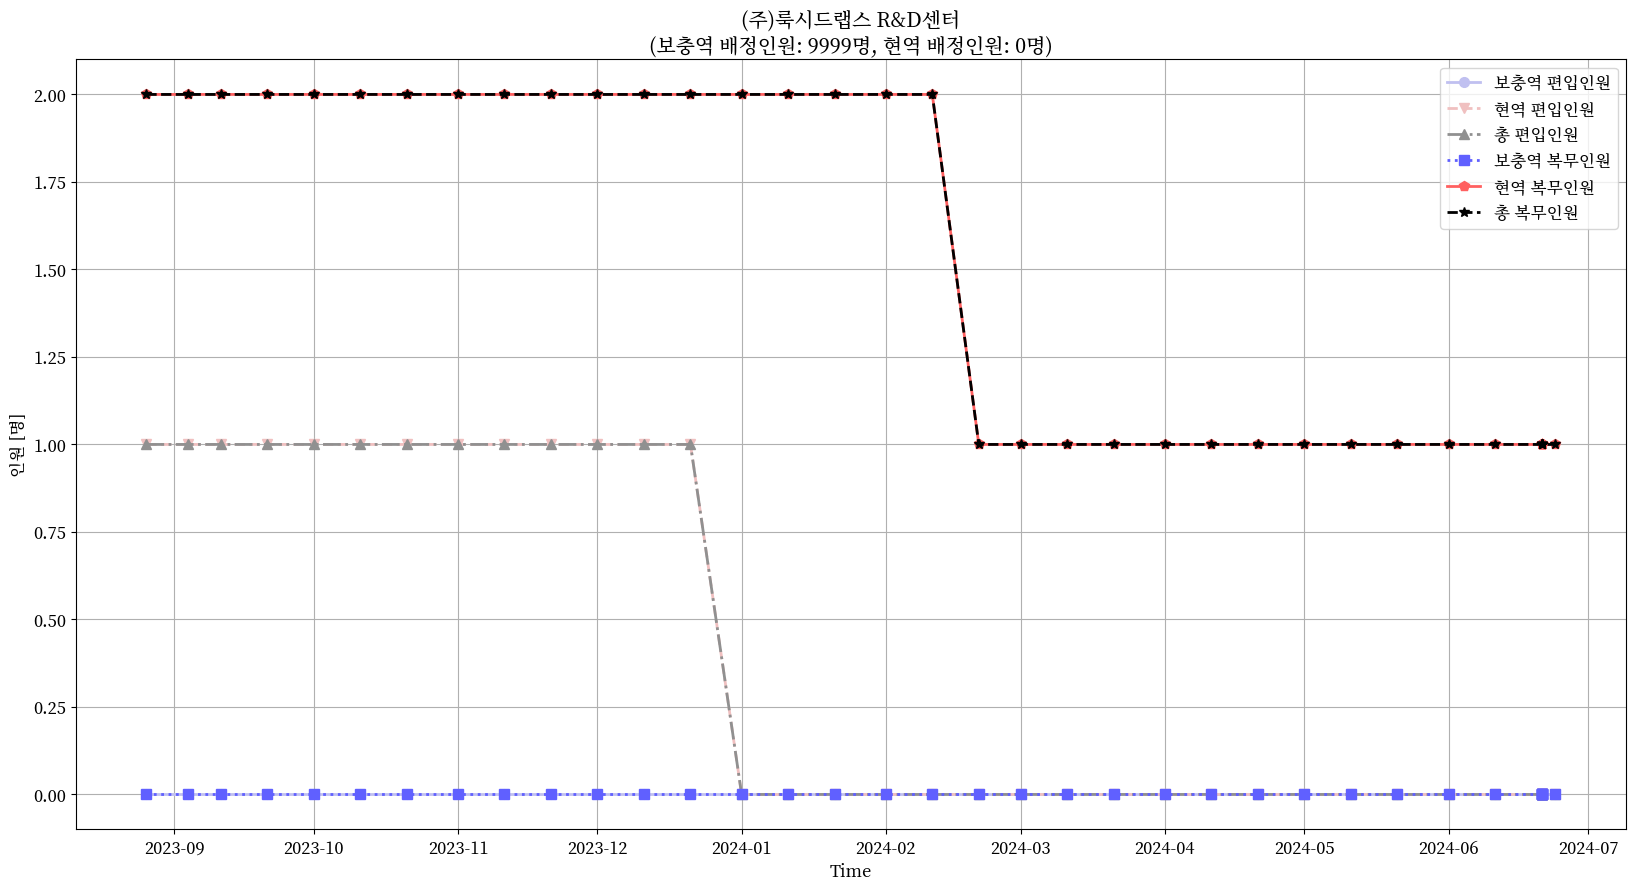 (주)룩시드랩스 R&D센터
(보충역 배정인원: 9999명, 현역 배정인원: 0명)
보충역 편입인원
현역 편입인원
총 편입인원
보충역 복무인원
현역 복무인원
총 복무인원
인원 [명]
2.00
1.75
1.50
1.25
1.00
0.75
0.50
0.25
0.00
2023-09 2023-10 2023-11 2023-12 2024-01 2024-02 2024-03 2024-04 2024-05 2024-06 2024-07
Time